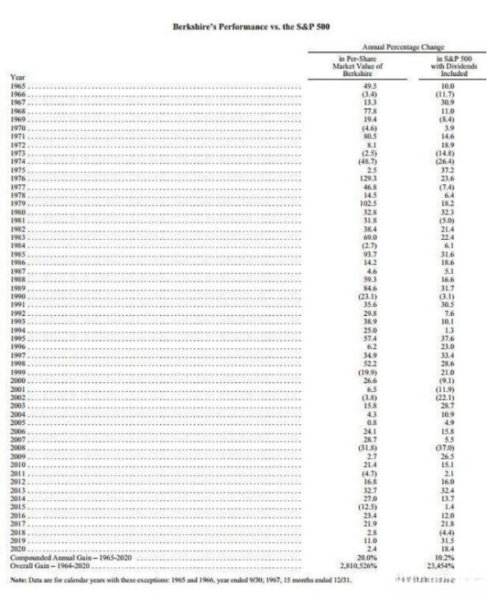 Berkshire's Performance vs. the S&P 500
Annual Percentage Change
in Per-Share in S&P 500
Market Value of with Dividends
Year Berkshire Included
1965 49.5 10.0
1966 (3.4) (11.7)
1967 13.3 30.9
1968 77.8 11.0
1969 19.4 (8.4)
1970 (4.6) 3.9
1971 80.5 14.6
1972 8.1 18.9
1973 (2.5) (14.8)
1974 (48.7) (26.4)
1975 2.5 37.2
1976 129.3 23.6
1977 46.8 (7.4)
1978 14.5 6.4
1979 102.5 18.2
1980 32.8 32.3
1981 31.8 (5.0)
1982 38.4 21.4
1983 69.0 22.4
1984 (2.7) 6.1
1985 93.7 31.6
1986 14.2 18.6
1987 4.6 5.1
1988 59.3 16.6
1989 84.6 31.7
1990 (23.1) (3.1)
1991 35.6 30.5
1992 29.8 7.6
1993 38.9 10.1
1994 25.0 1.3
1995 57.4 37.6
1996 6.2 23.0
1997 34.9 33.4
1998 52.2 28.6
1999 (19.9) 21.0
2000 26.6 (9.1)
2001 6.5 (11.9)
2002 (3.8) (22.1)
2003 15.8 28.7
2004 4.3 10.9
2005 0.8 4.9
2006 24.1 15.8
2007 28.7 5.5
2008 (31.8) (37.0)
2009 2.7 26.5
2010 21.4 15.1
2011 (4.7) 2.1
2012 16.8 16.0
2013 32.7 32.4
2014 27.0 13.7
2015 (12.5) 1.4
2016 23.4 12.0
2017 21.9 21.8
2018 2.8 (4.4)
2019 11.0 31.5
2020 2.4 18.4
Compounded Annual Gain – 1965-2020 20.0% 10.2%
Overall Gain – 1964-2020 2,810,526% 23,454%
Note: Data are for calendar years with these exceptions: 1965 and 1966, year ended 9/30; 1967, 15 months ended 12/31.